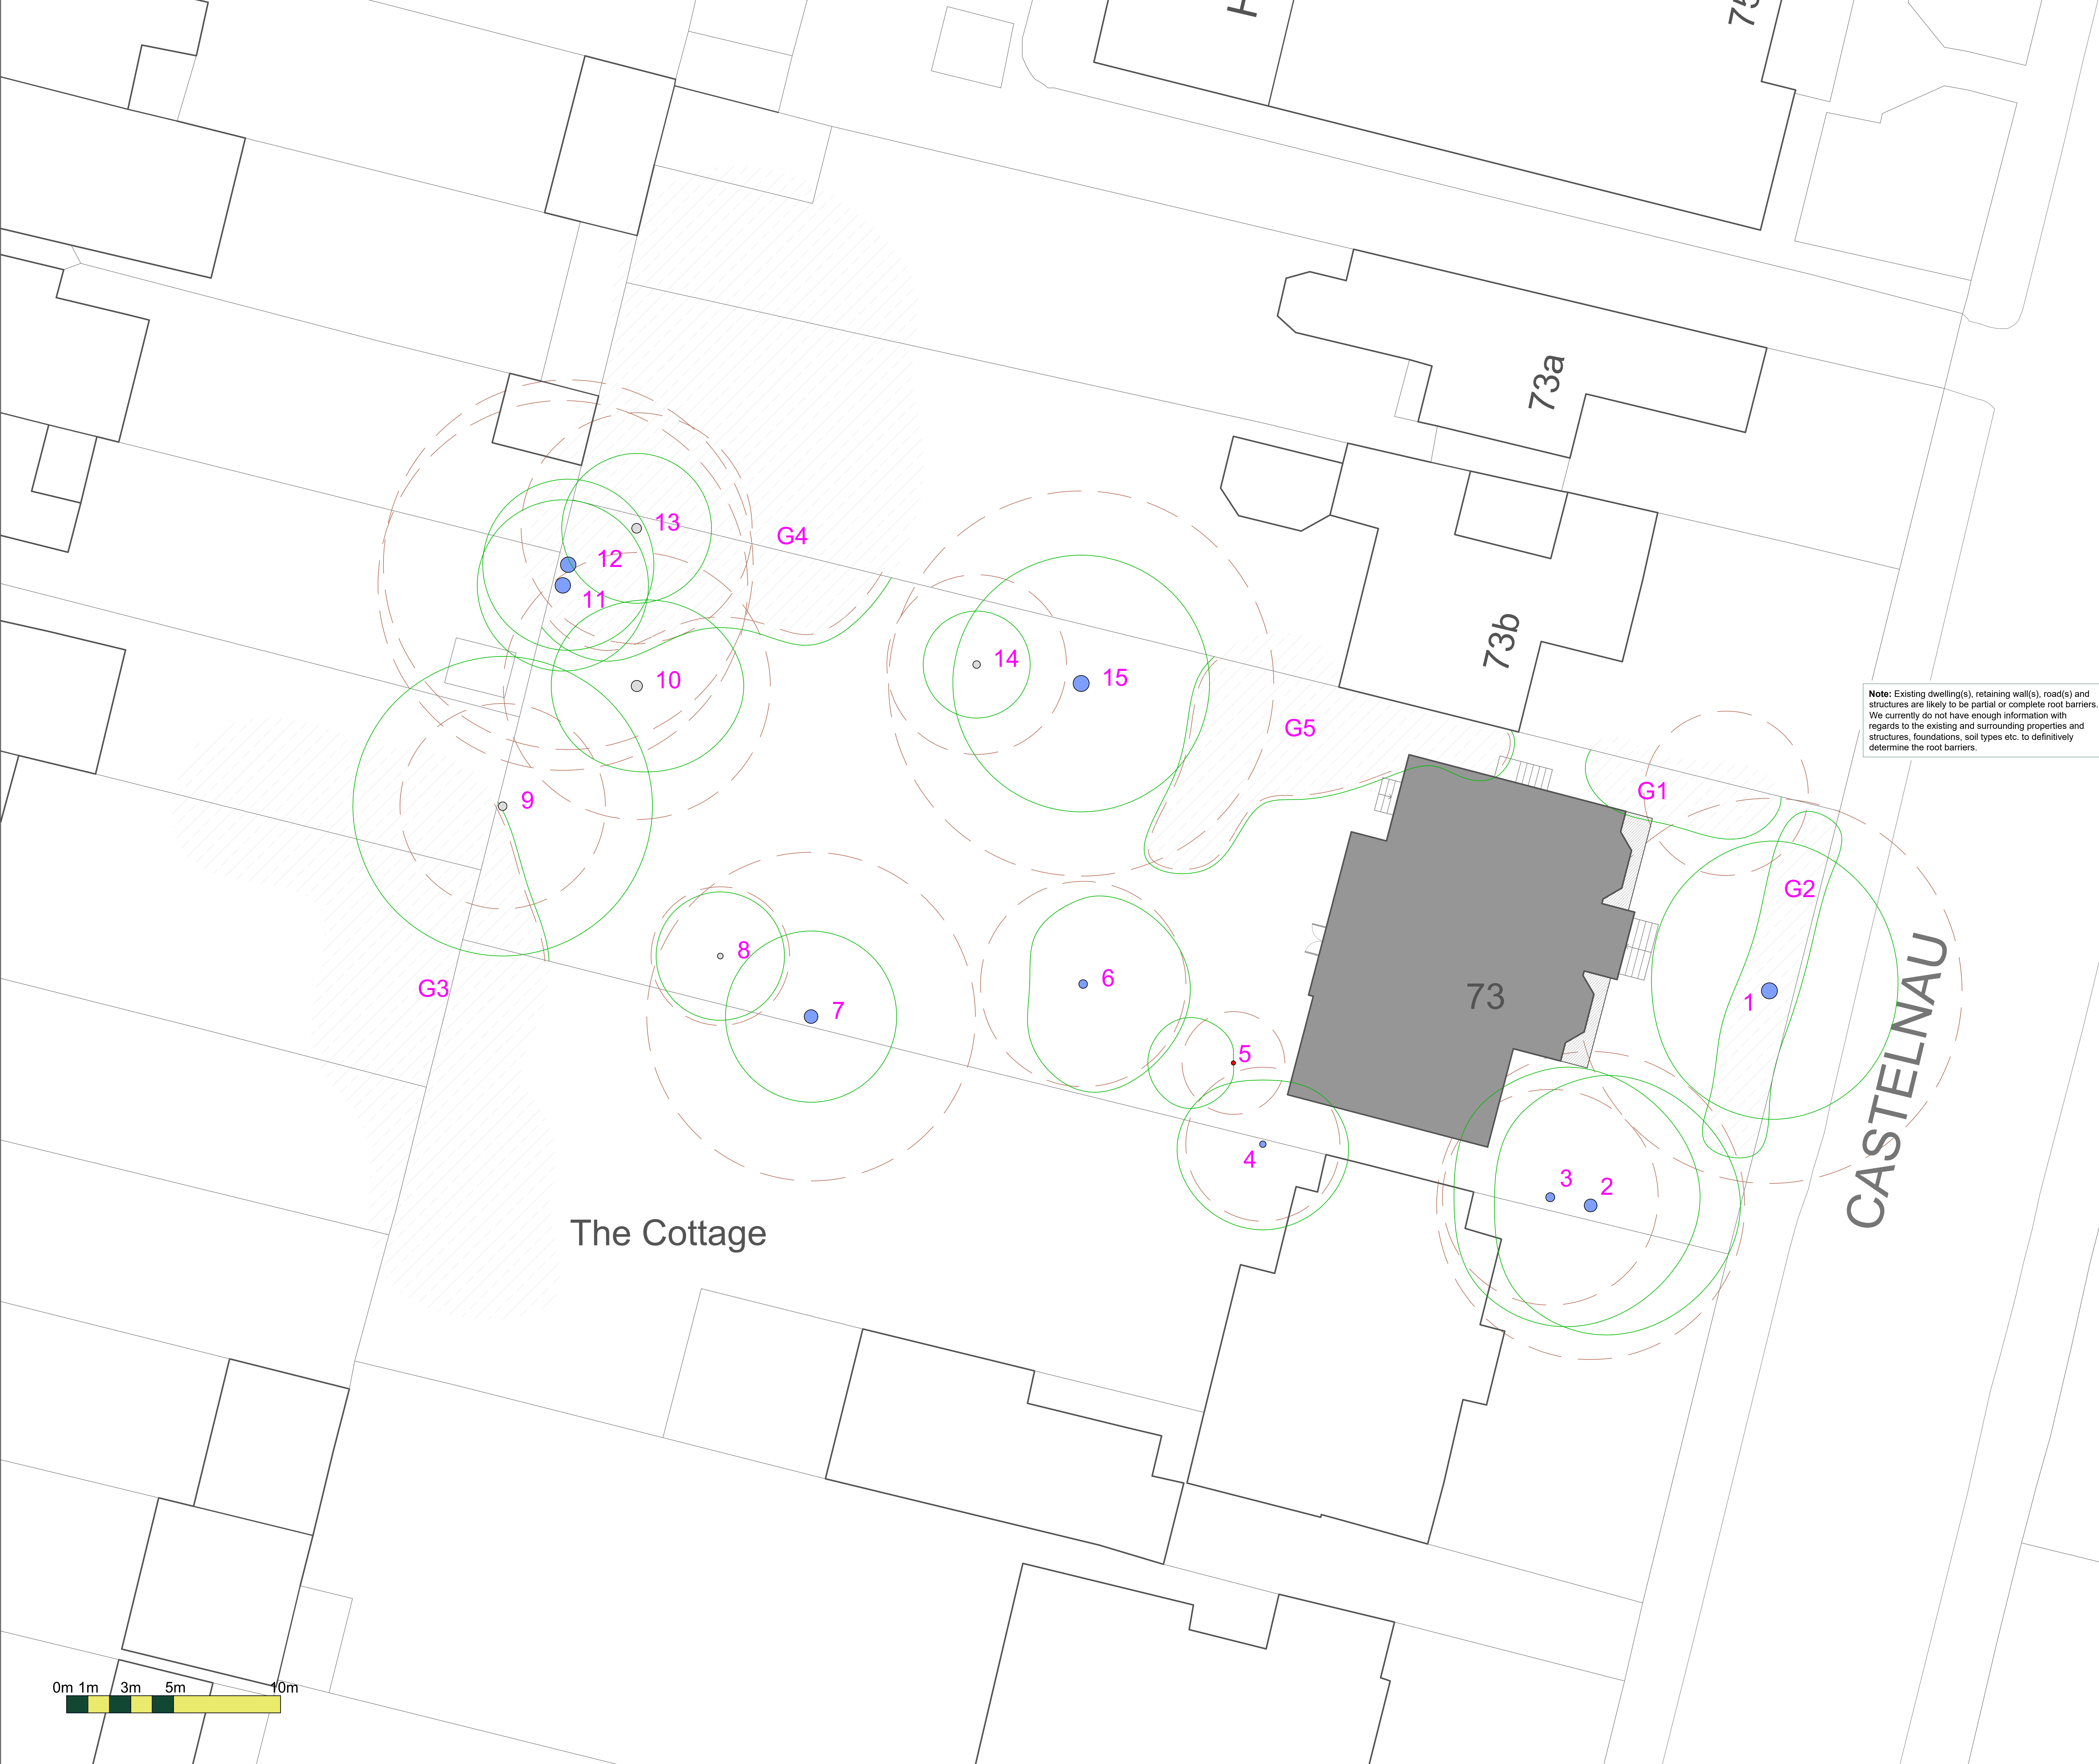 H
75
73a
13
G4
12
11
73b
14
15
10
Note: Existing dwelling(s), retaining wall(s), road(s) and
structures are likely to be partial or complete root barriers.
We currently do not have enough information with
regards to the existing and surrounding properties and
structures, foundations, soil types etc. to definitively
determine the root barriers.
G5
G1
9
G2
8
6
G3
73
1
7
CASTELNAU
5
4
3
2
The Cottage
0m 1m 3m 5m 10m